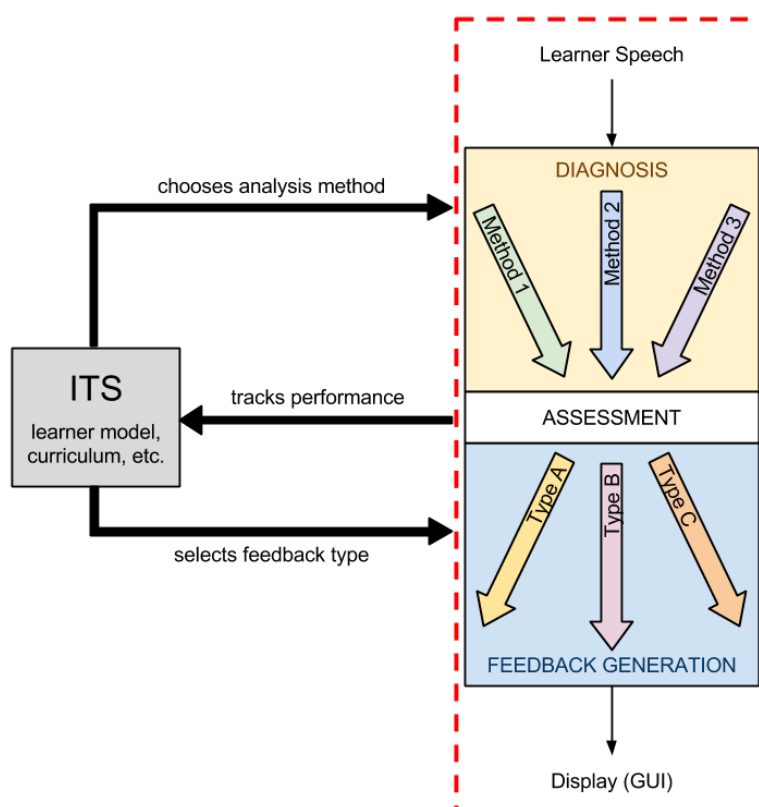 Learner Speech
DIAGNOSIS
chooses analysis method
Method 1
Method 2
Method 3
ITS
learner model,
curriculum, etc.
tracks performance
ASSESSMENT
Type A
Type B
Type C
selects feedback type
FEEDBACK GENERATION
Display (GUI)